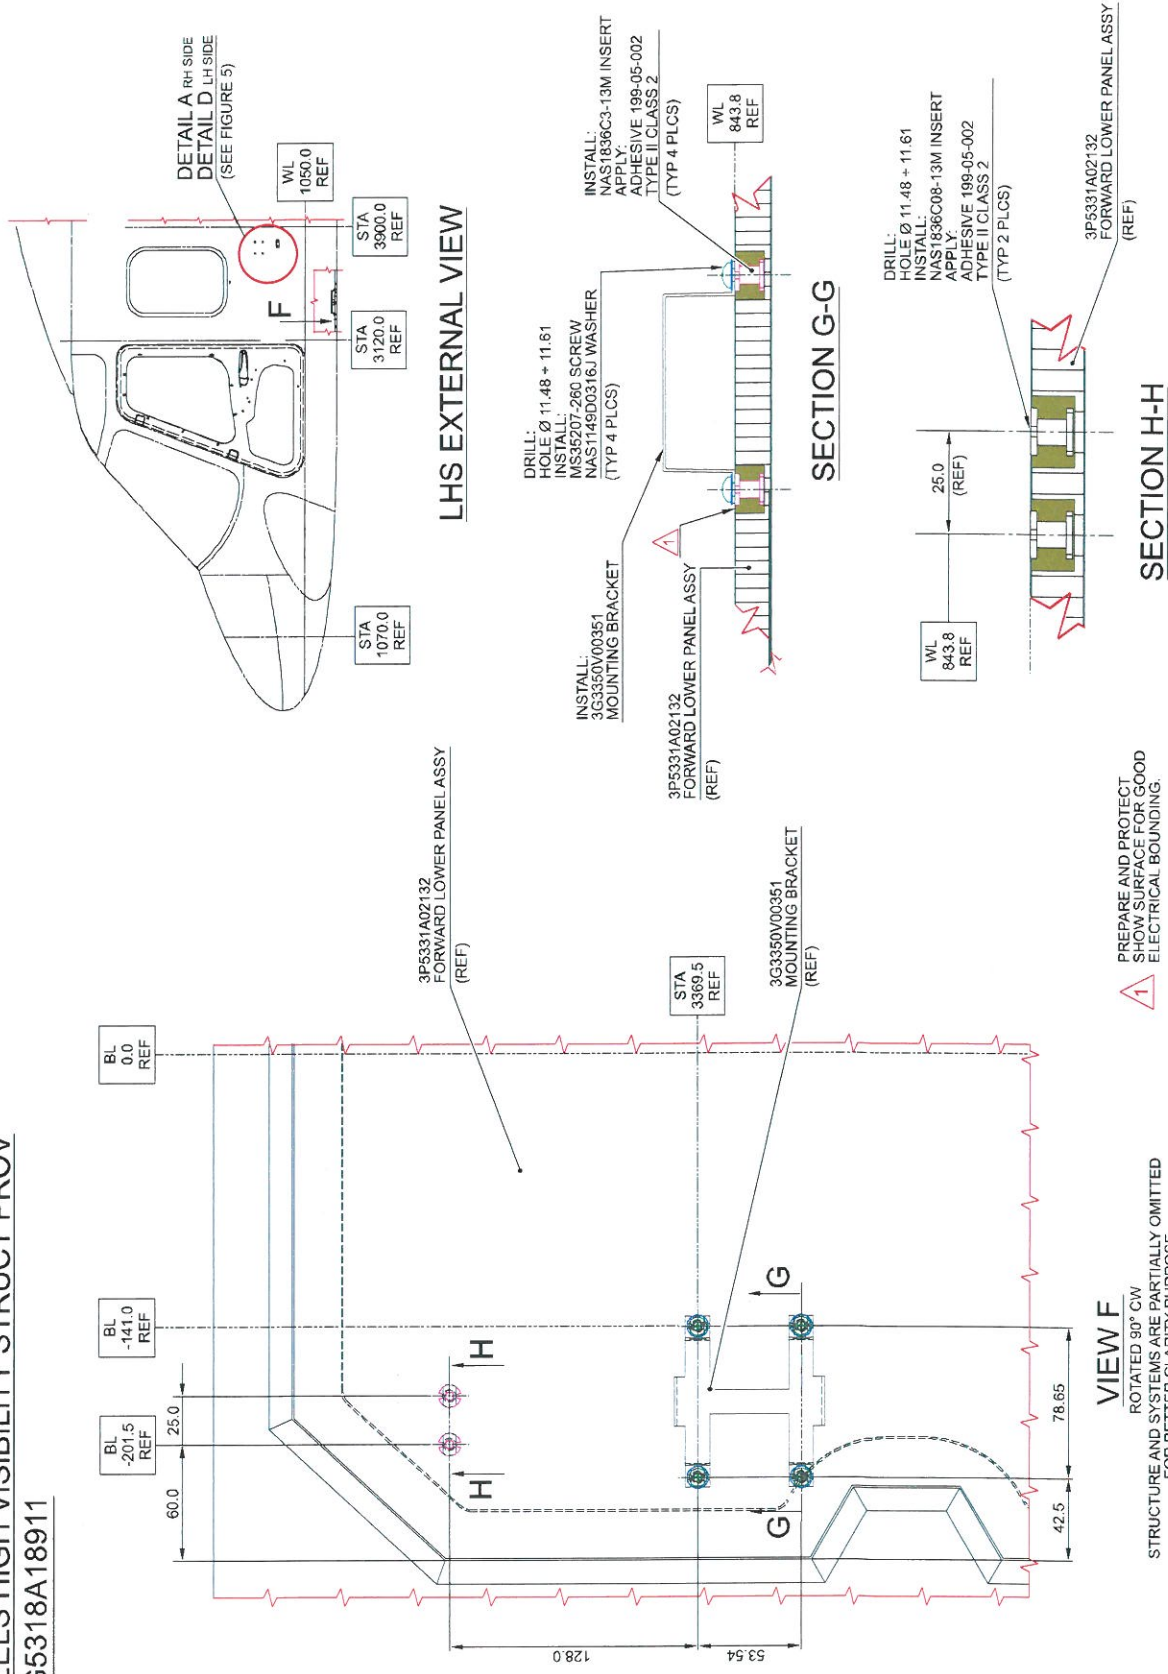 HIGH VISIBILITY STRUCT PROV
G5318A18911
BL
-201.5
REF
BL
-141.0
REF
BL
0.0
REF
60.0
25.0
H
H
3P5331A02132
FORWARD LOWER PANEL ASSY
(REF)
STA
3369.5
REF
3G3350V00351
MOUNTING BRACKET
(REF)
G
G
128.0
53.54
42.5
78.65
VIEW F
ROTATED 90° CW
STRUCTURE AND SYSTEMS ARE PARTIALLY OMITTED
FOR BETTER CLARITY PURPOSE
1
PREPARE AND PROTECT
SHOW SURFACE FOR GOOD
ELECTRICAL BOUNDING.
DETAIL A RH SIDE
DETAIL D LH SIDE
(SEE FIGURE 5)
WL
1050.0
REF
STA
1070.0
REF
STA
3120.0
REF
STA
3900.0
REF
F
LHS EXTERNAL VIEW
INSTALL:
3G3350V00351
MOUNTING BRACKET
DRILL:
HOLE Ø 11.48 ÷ 11.61
INSTALL:
MS35207-260 SCREW
NAS1149D0316J WASHER
(TYP 4 PLCS)
INSTALL:
NAS1836C3-13M INSERT
APPLY:
ADHESIVE 199-05-002
TYPE II CLASS 2
(TYP 4 PLCS)
1
WL
843.8
REF
3P5331A02132
FORWARD LOWER PANEL ASSY
(REF)
SECTION G-G
DRILL:
HOLE Ø 11.48 ÷ 11.61
INSTALL:
NAS1836C08-13M INSERT
APPLY:
ADHESIVE 199-05-002
TYPE II CLASS 2
(TYP 2 PLCS)
WL
843.8
REF
25.0
(REF)
3P5331A02132
FORWARD LOWER PANEL ASSY
(REF)
SECTION H-H